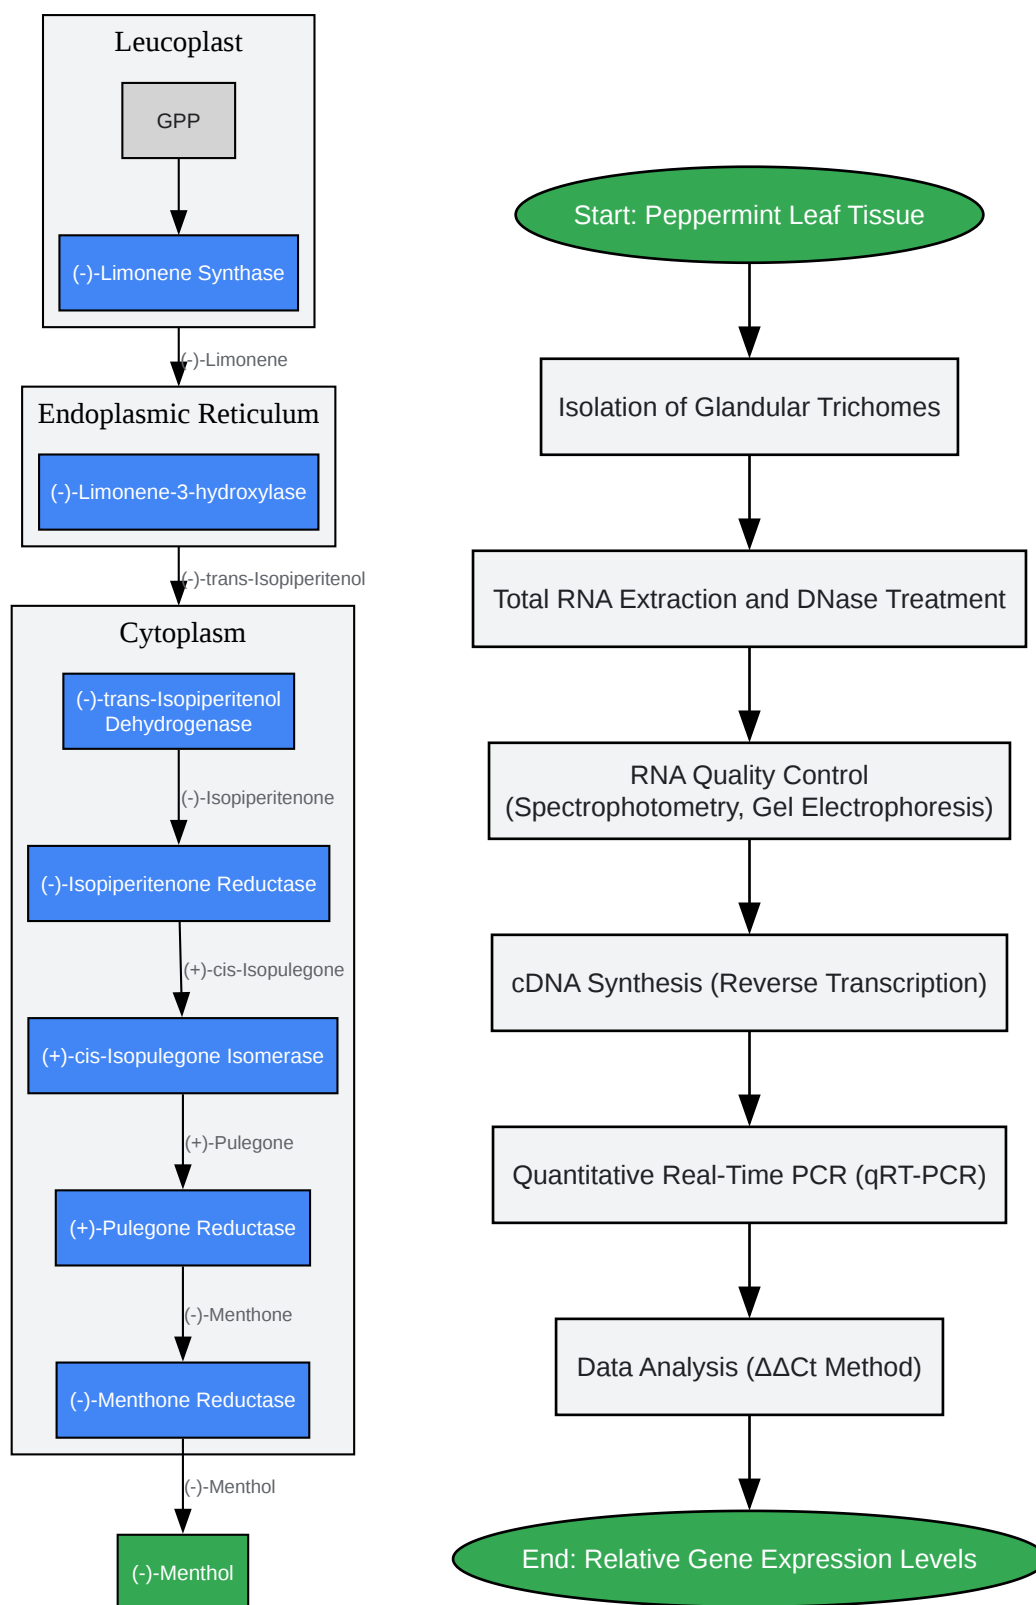 Leucoplast
GPP
(-)-Limonene Synthase
(-)-Limonene
Endoplasmic Reticulum
(-)-Limonene-3-hydroxylase
(-)-trans-Isopiperitenol
Cytoplasm
(-)-trans-Isopiperitenol
Dehydrogenase
(-)-Isopiperitenone
(-)-Isopiperitenone Reductase
(+)-cis-Isopulegone
(+)-cis-Isopulegone Isomerase
(+)-Pulegone
(+)-Pulegone Reductase
(-)-Menthone
(-)-Menthone Reductase
(-)-Menthol
(-)-Menthol
Start: Peppermint Leaf Tissue
Isolation of Glandular Trichomes
Total RNA Extraction and DNase Treatment
RNA Quality Control
(Spectrophotometry, Gel Electrophoresis)
cDNA Synthesis (Reverse Transcription)
Quantitative Real-Time PCR (qRT-PCR)
Data Analysis (ΔΔCt Method)
End: Relative Gene Expression Levels